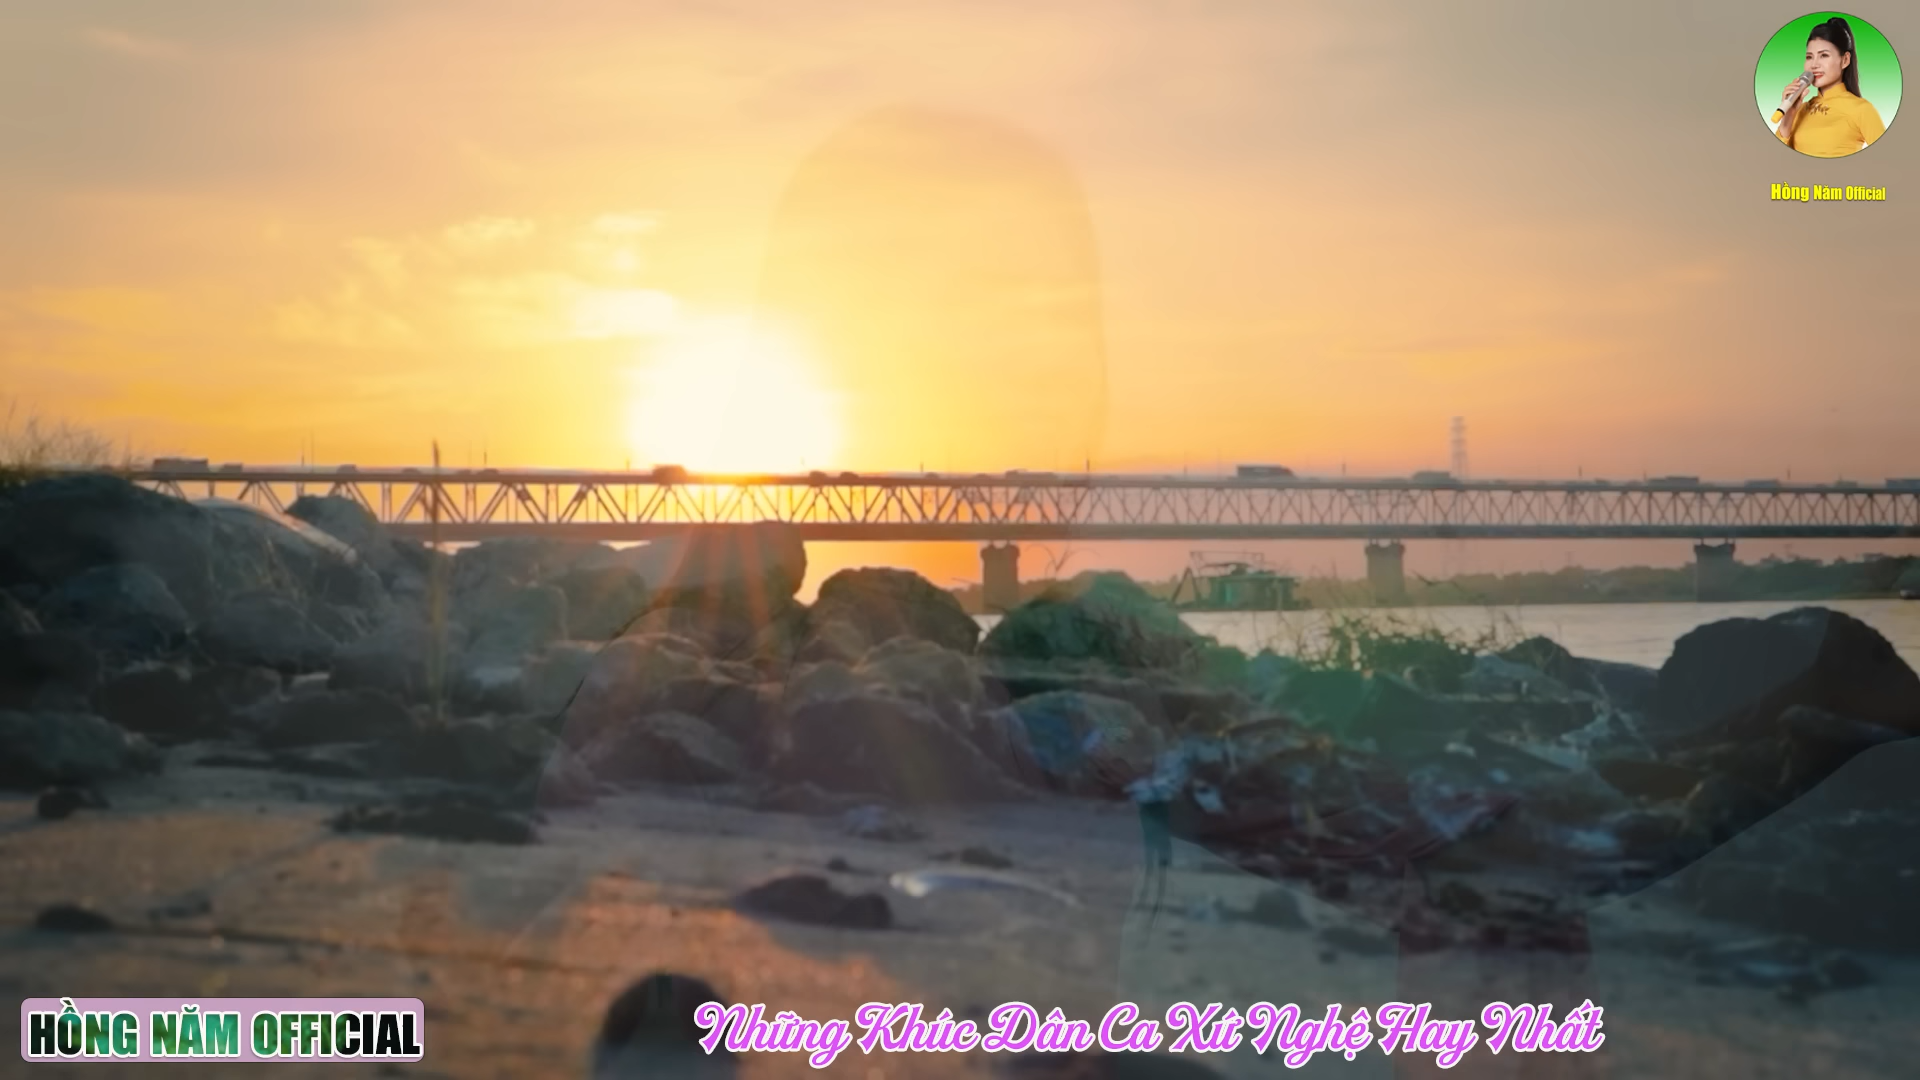 Hồng Năm Official
HỒNG NĂM OFFICIAL
Những Khúc Dân Ca Xứ Nghệ Hay Nhất